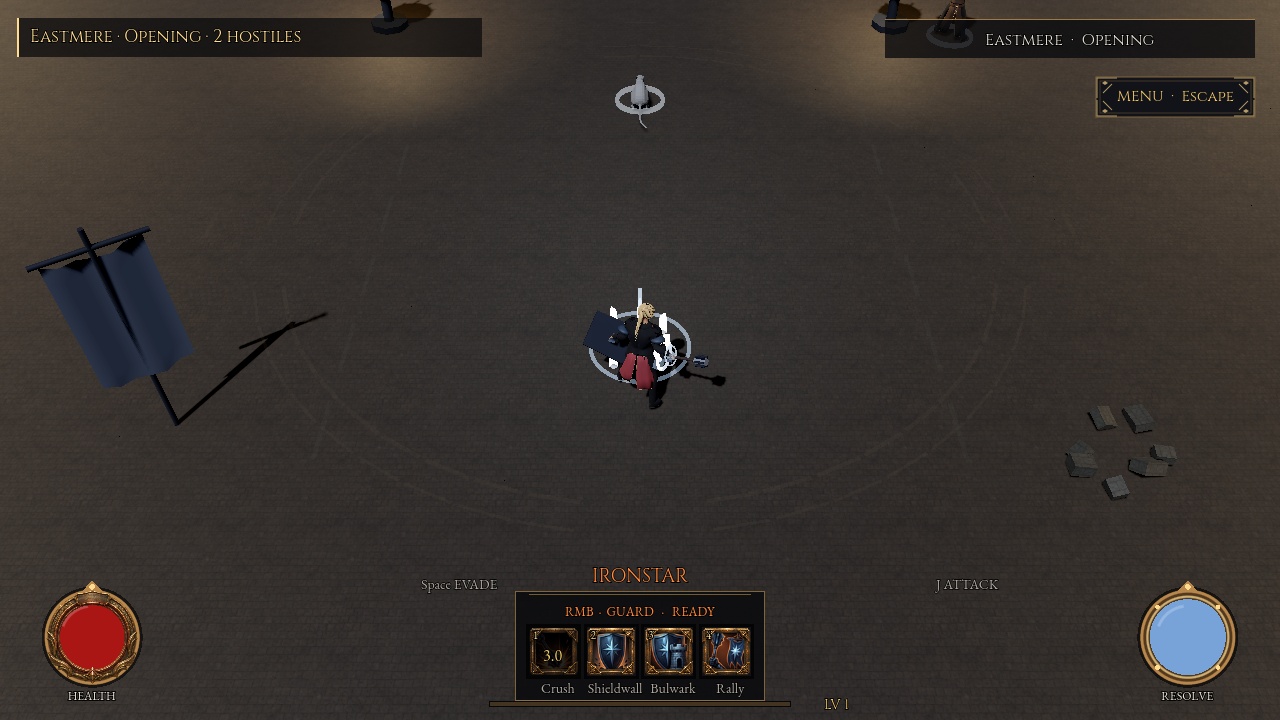 Eastmere · Opening · 2 hostiles
Eastmere · Opening
MENU · Escape
IRONSTAR
Space EVADE
J ATTACK
RMB · GUARD · READY
1 2 3 4
3.0
Crush Shieldwall Bulwark Rally
HEALTH
RESOLVE
LV 1